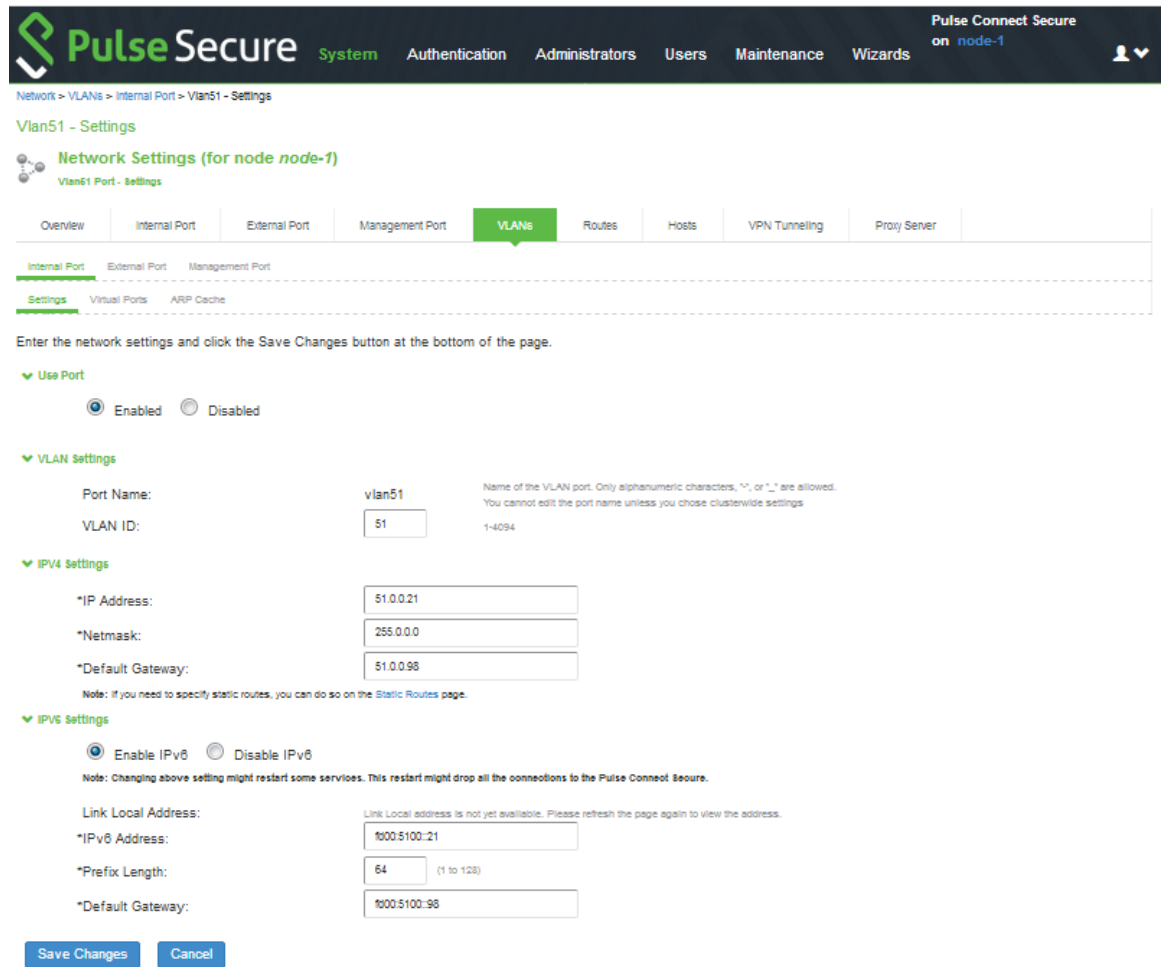 Pulse Secure System Authentication Administrators Users Maintenance Wizards
Pulse Connect Secure
on node-1
Network > VLANs > Internal Port > Vlan51 - Settings
Vlan51 - Settings
Network Settings (for node node-1)
Vlan51 Port - Settings
Overview Internal Port External Port Management Port VLANs Routes Hosts VPN Tunneling Proxy Server
Internal Port External Port Management Port
Settings Virtual Ports ARP Cache
Enter the network settings and click the Save Changes button at the bottom of the page.
Use Port
Enabled Disabled
VLAN Settings
Port Name: vlan51 Name of the VLAN port. Only alphanumeric characters, "-", or "_" are allowed.
You cannot edit the port name unless you chose clusterwide settings
VLAN ID: 51 1-4094
IPV4 Settings
*IP Address: 51.0.0.21
*Netmask: 255.0.0.0
*Default Gateway: 51.0.0.98
Note: If you need to specify static routes, you can do so on the Static Routes page.
IPV6 Settings
Enable IPv6 Disable IPv6
Note: Changing above setting might restart some services. This restart might drop all the connections to the Pulse Connect Secure.
Link Local Address: Link Local address is not yet available. Please refresh the page again to view the address.
*IPv6 Address: fd00:5100::21
*Prefix Length: 64 (1 to 128)
*Default Gateway: fd00:5100::98
Save Changes Cancel